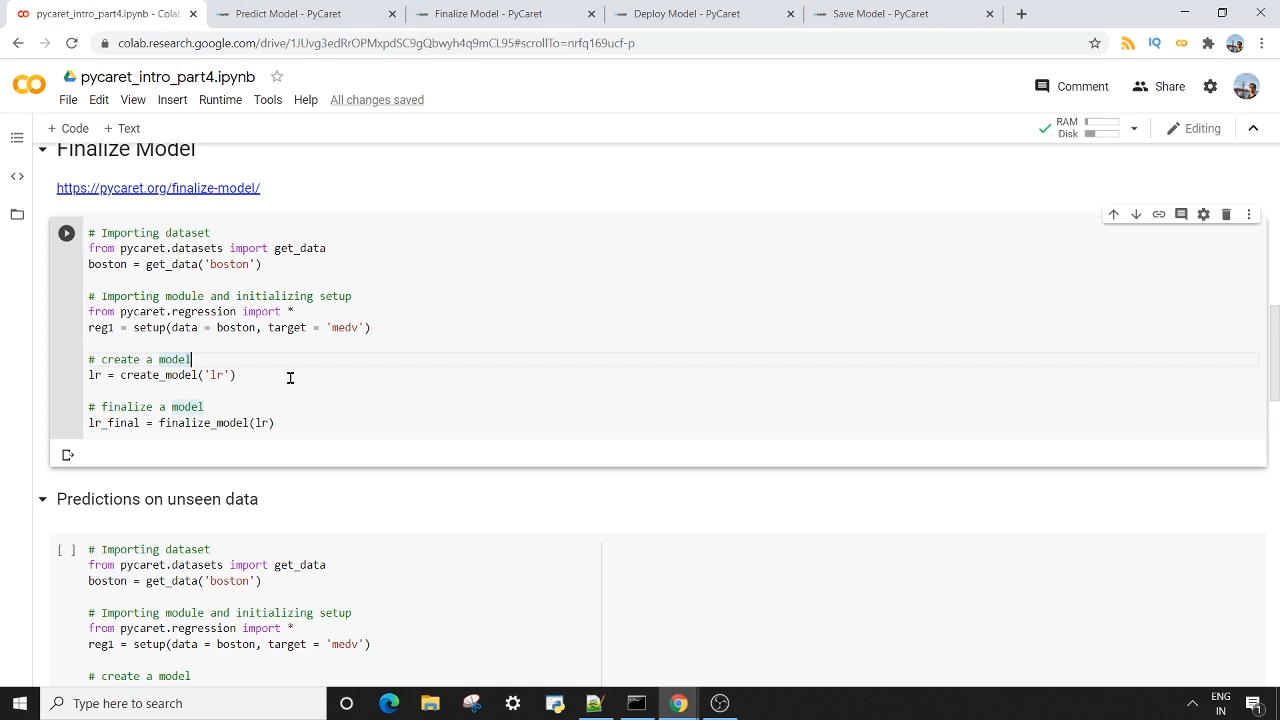 pycaret_intro_part4.ipynb - Colab
Predict Model - PyCaret
Finalize Model - PyCaret
Deploy Model - PyCaret
Save Model - PyCaret
colab.research.google.com/drive/1JUvg3edRrOPMxpdSC9gQbwyh4q9nCL95#scrollTo=nrfq169ucf-p
IQ
pycaret_intro_part4.ipynb
Comment
Share
File Edit View Insert Runtime Tools Help All changes saved
+ Code + Text
RAM
Disk
Editing
Finalize Model
https://pycaret.org/finalize-model/
# Importing dataset
from pycaret.datasets import get_data
boston = get_data('boston')
# Importing module and initializing setup
from pycaret.regression import *
reg1 = setup(data = boston, target = 'medv')
# create a model
lr = create_model('lr')
# finalize a model
lr_final = finalize_model(lr)
Predictions on unseen data
[ ] # Importing dataset
from pycaret.datasets import get_data
boston = get_data('boston')
# Importing module and initializing setup
from pycaret.regression import *
reg1 = setup(data = boston, target = 'medv')
# create a model
Type here to search
ENG
IN
1